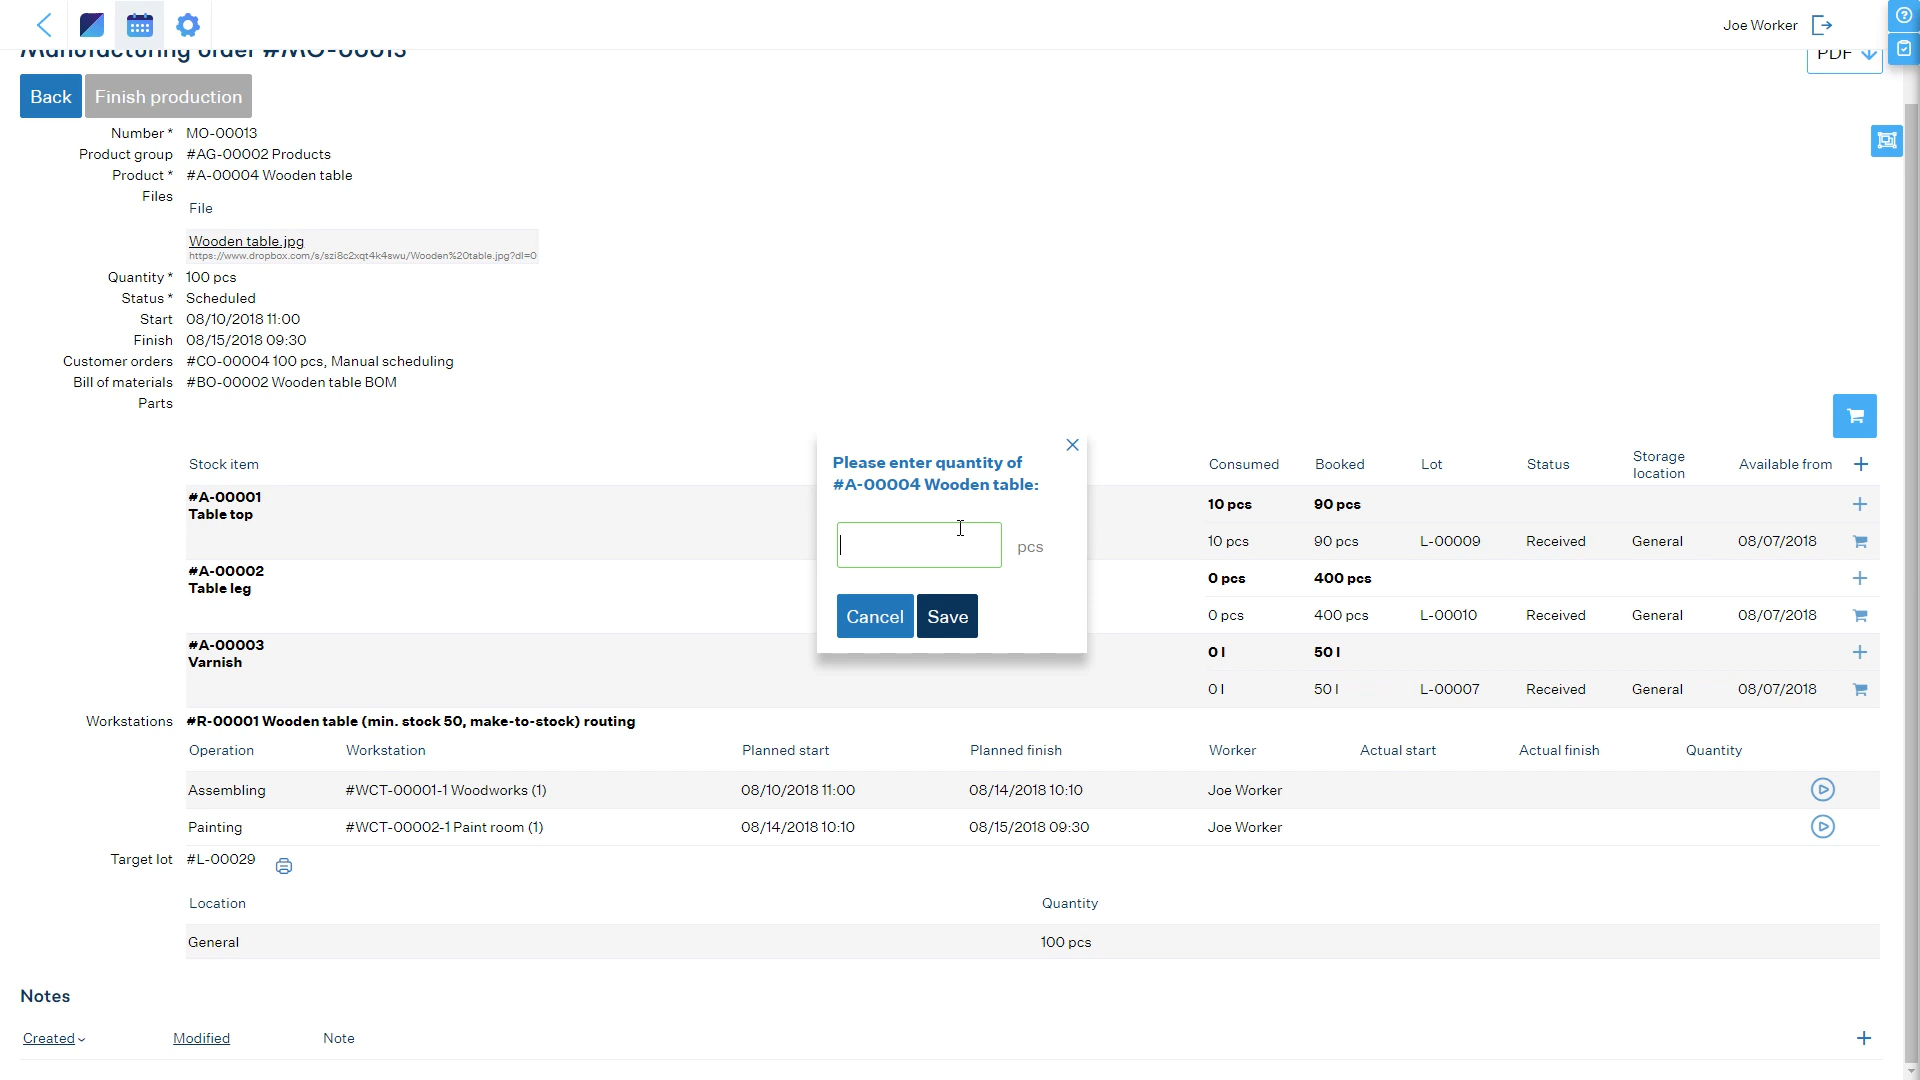 Joe Worker
Manufacturing order #MO-00013
PDF
Back
Finish production
Number * MO-00013
Product group #AG-00002 Products
Product * #A-00004 Wooden table
Files
File
Wooden table.jpg
https://www.dropbox.com/s/szi8c2xqt4k4swu/Wooden%20table.jpg?dl=0
Quantity * 100 pcs
Status * Scheduled
Start 08/10/2018 11:00
Finish 08/15/2018 09:30
Customer orders #CO-00004 100 pcs, Manual scheduling
Bill of materials #BO-00002 Wooden table BOM
Parts
Stock item Consumed Booked Lot Status Storage location Available from
#A-00001 Table top 10 pcs 90 pcs
10 pcs 90 pcs L-00009 Received General 08/07/2018
#A-00002 Table leg 0 pcs 400 pcs
0 pcs 400 pcs L-00010 Received General 08/07/2018
#A-00003 Varnish 0 l 50 l
0 l 50 l L-00007 Received General 08/07/2018
Please enter quantity of
#A-00004 Wooden table:
pcs
Cancel Save
Workstations #R-00001 Wooden table (min. stock 50, make-to-stock) routing
Operation Workstation Planned start Planned finish Worker Actual start Actual finish Quantity
Assembling #WCT-00001-1 Woodworks (1) 08/10/2018 11:00 08/14/2018 10:10 Joe Worker
Painting #WCT-00002-1 Paint room (1) 08/14/2018 10:10 08/15/2018 09:30 Joe Worker
Target lot #L-00029
Location Quantity
General 100 pcs
Notes
Created Modified Note